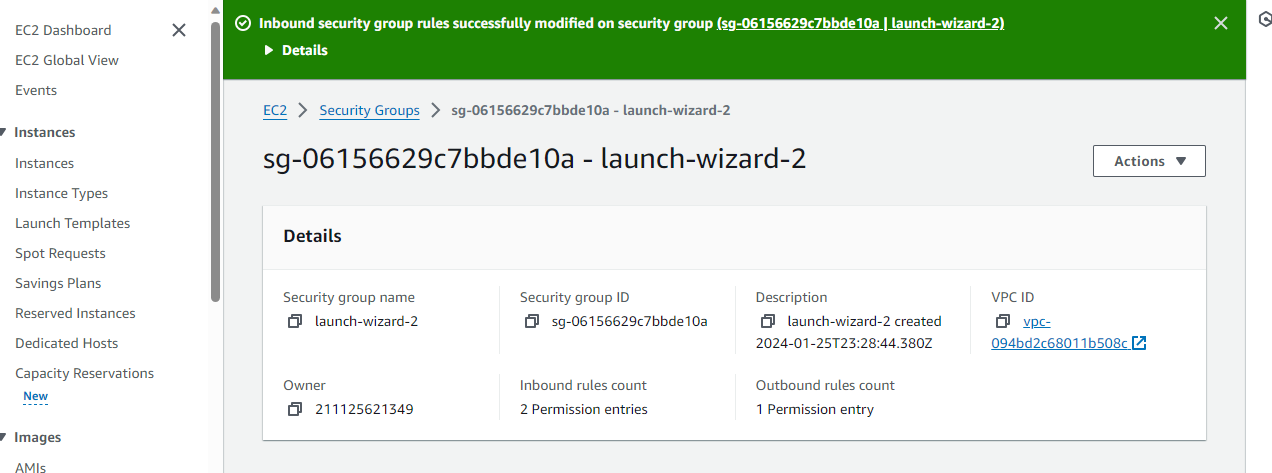 EC2 Dashboard
EC2 Global View
Events
Instances
Instances
Instance Types
Launch Templates
Spot Requests
Savings Plans
Reserved Instances
Dedicated Hosts
Capacity Reservations
New
Images
AMIs
Inbound security group rules successfully modified on security group (sg-06156629c7bbde10a | launch-wizard-2)
Details
EC2 > Security Groups > sg-06156629c7bbde10a - launch-wizard-2
sg-06156629c7bbde10a - launch-wizard-2
Actions
Details
Security group name
launch-wizard-2
Security group ID
sg-06156629c7bbde10a
Description
launch-wizard-2 created
2024-01-25T23:28:44.380Z
VPC ID
vpc-
094bd2c68011b508c
Owner
211125621349
Inbound rules count
2 Permission entries
Outbound rules count
1 Permission entry